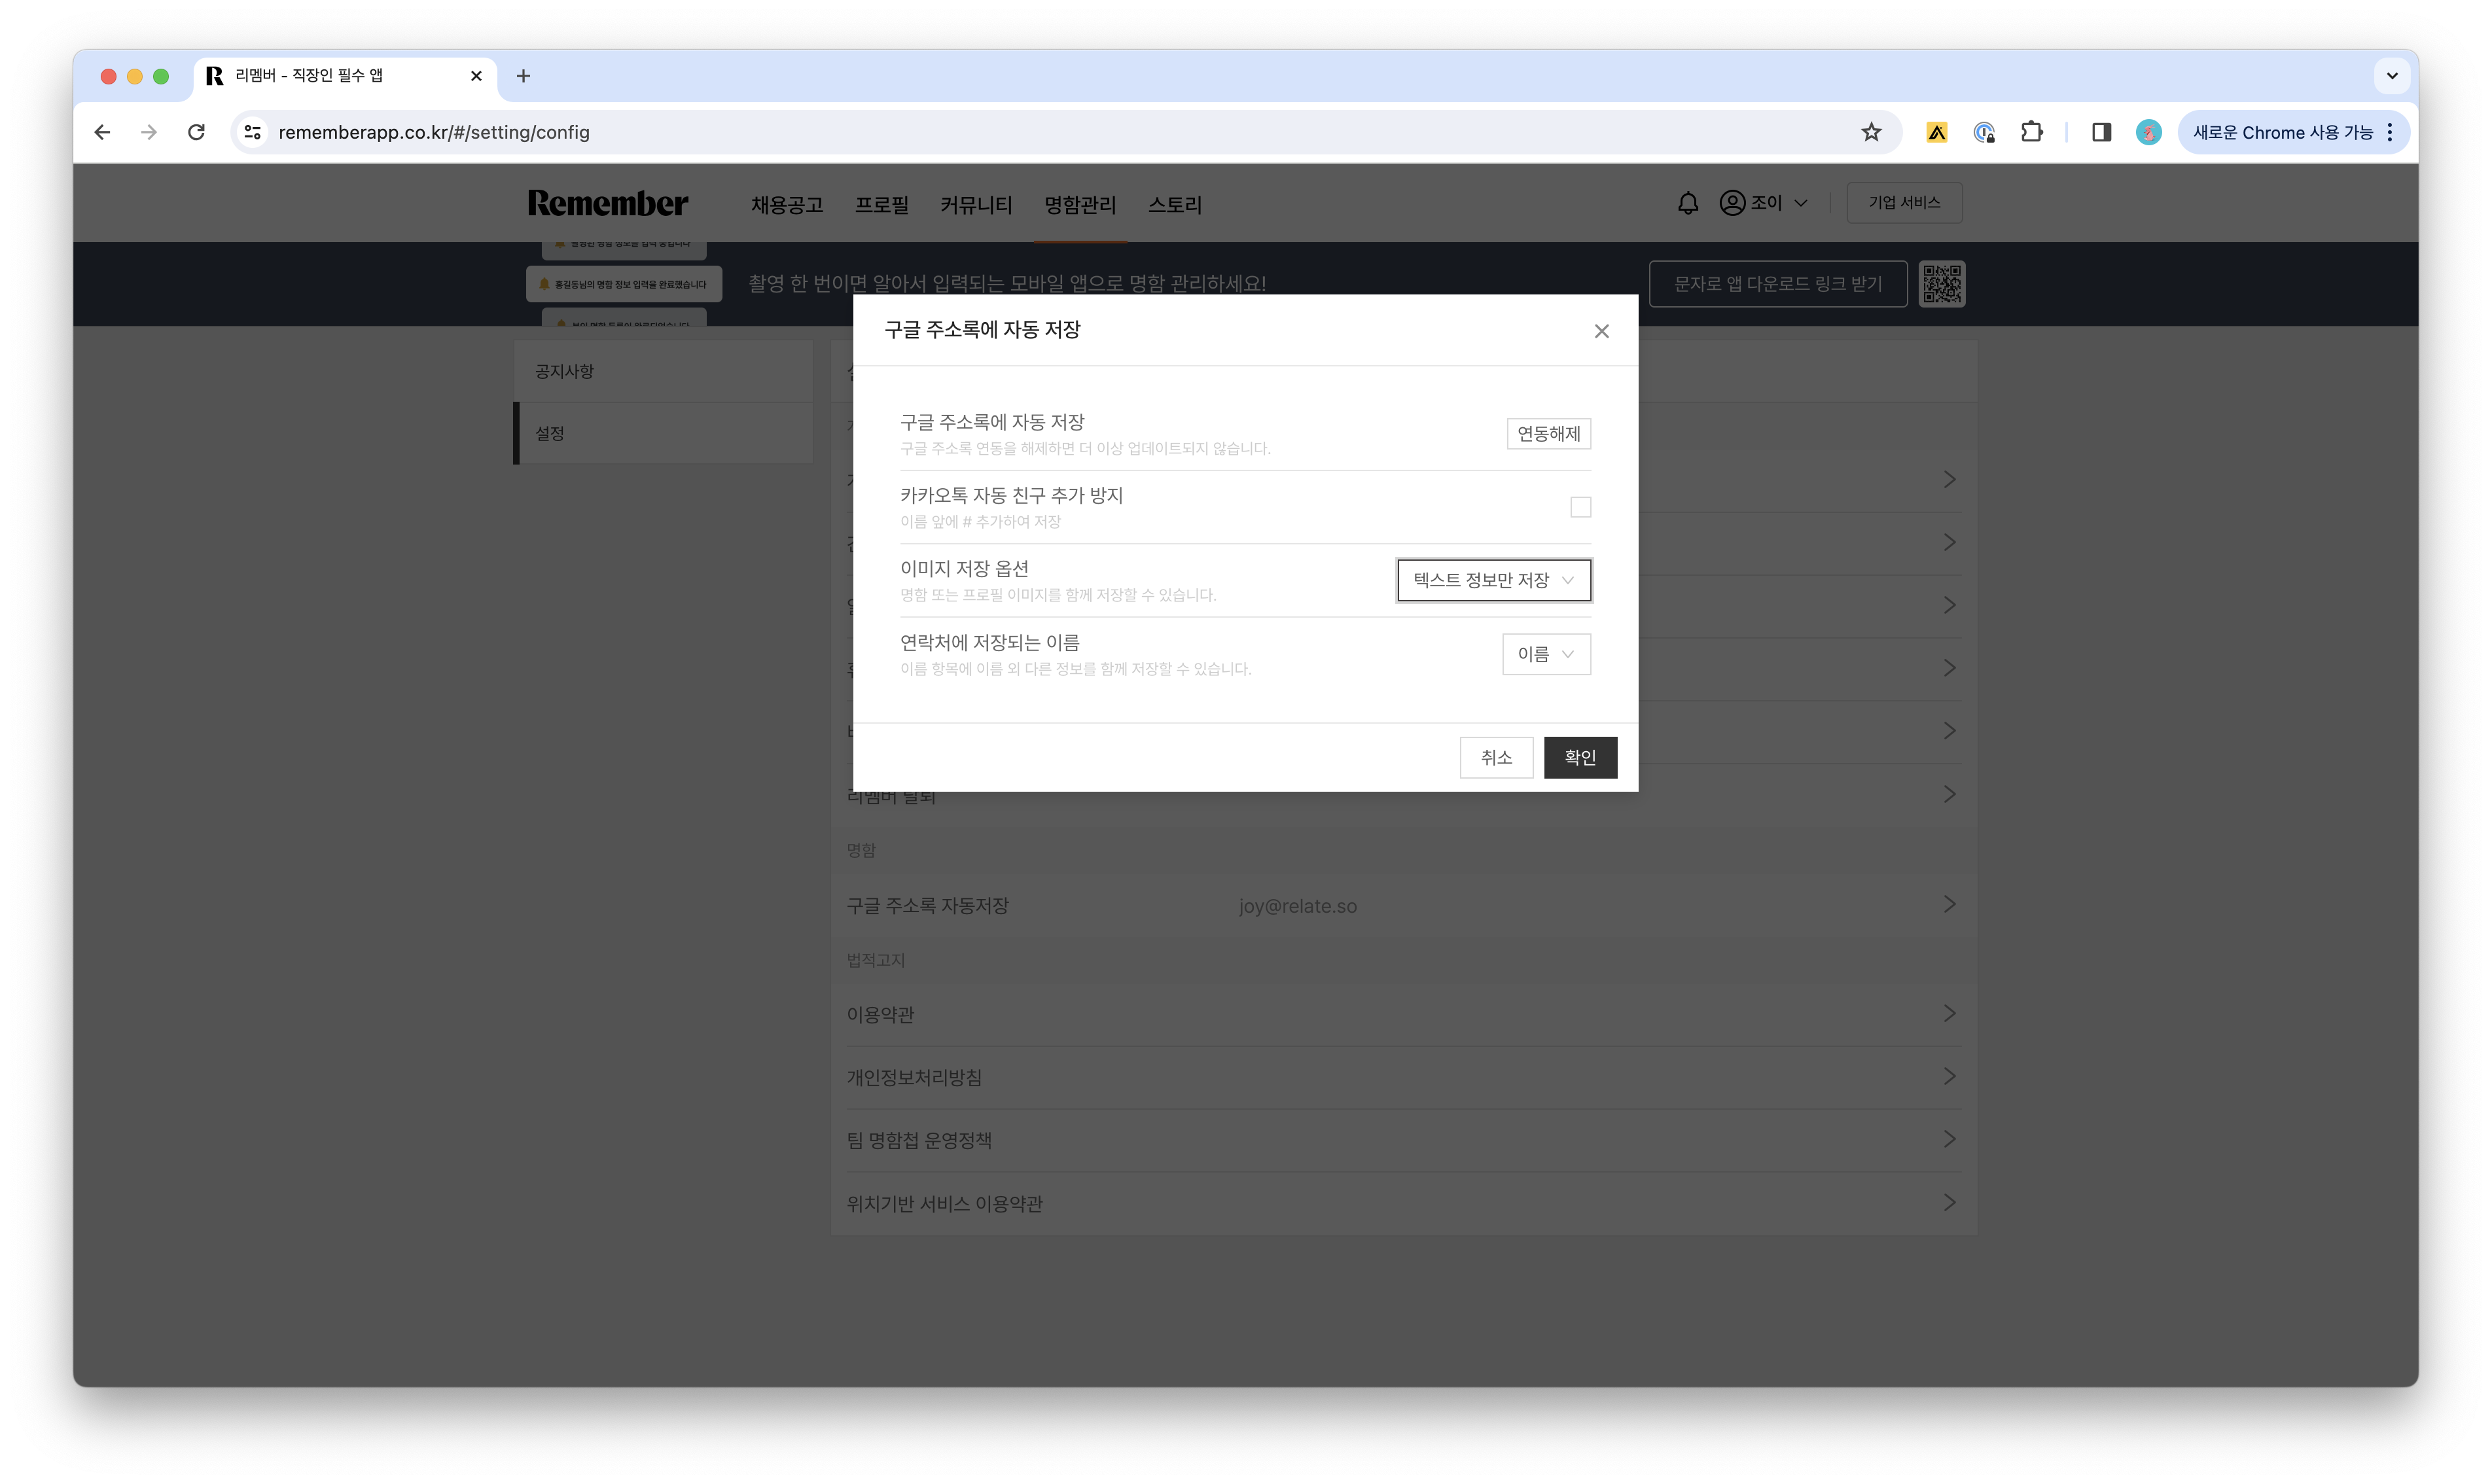 리멤버 - 직장인 필수 앱
rememberapp.co.kr/#/setting/config
새로운 Chrome 사용 가능
Remember
채용공고 프로필 커뮤니티 명함관리 스토리
조이
기업 서비스
홍길동님의 명함 정보 입력을 완료했습니다
촬영 한 번이면 알아서 입력되는 모바일 앱으로 명함 관리하세요!
문자로 앱 다운로드 링크 받기
공지사항
설정
구글 주소록에 자동 저장
구글 주소록에 자동 저장
구글 주소록 연동을 해제하면 더 이상 업데이트되지 않습니다.
연동해제
카카오톡 자동 친구 추가 방지
이름 앞에 # 추가하여 저장
이미지 저장 옵션
명함 또는 프로필 이미지를 함께 저장할 수 있습니다.
텍스트 정보만 저장
연락처에 저장되는 이름
이름 항목에 이름 외 다른 정보를 함께 저장할 수 있습니다.
이름
취소
확인
리멤버 탈퇴
명함
구글 주소록 자동저장
joy@relate.so
법적고지
이용약관
개인정보처리방침
팀 명함첩 운영정책
위치기반 서비스 이용약관